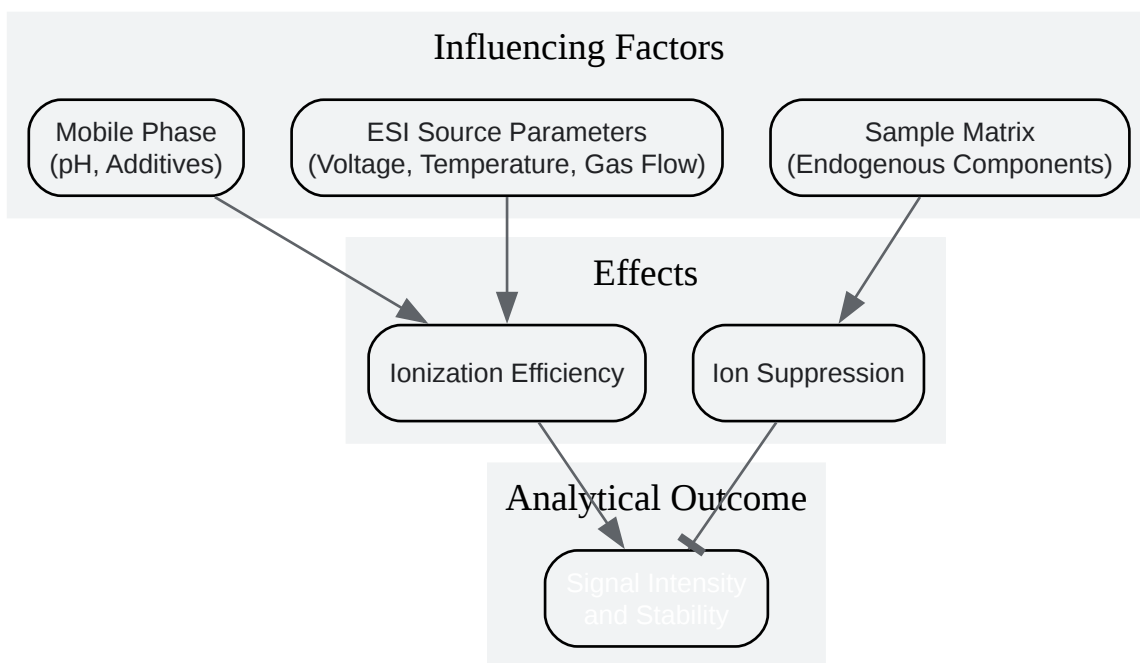 Influencing Factors
Mobile Phase
(pH, Additives)
ESI Source Parameters
(Voltage, Temperature, Gas Flow)
Sample Matrix
(Endogenous Components)
Effects
Ionization Efficiency
Ion Suppression
Analytical Outcome
Signal Intensity
and Stability